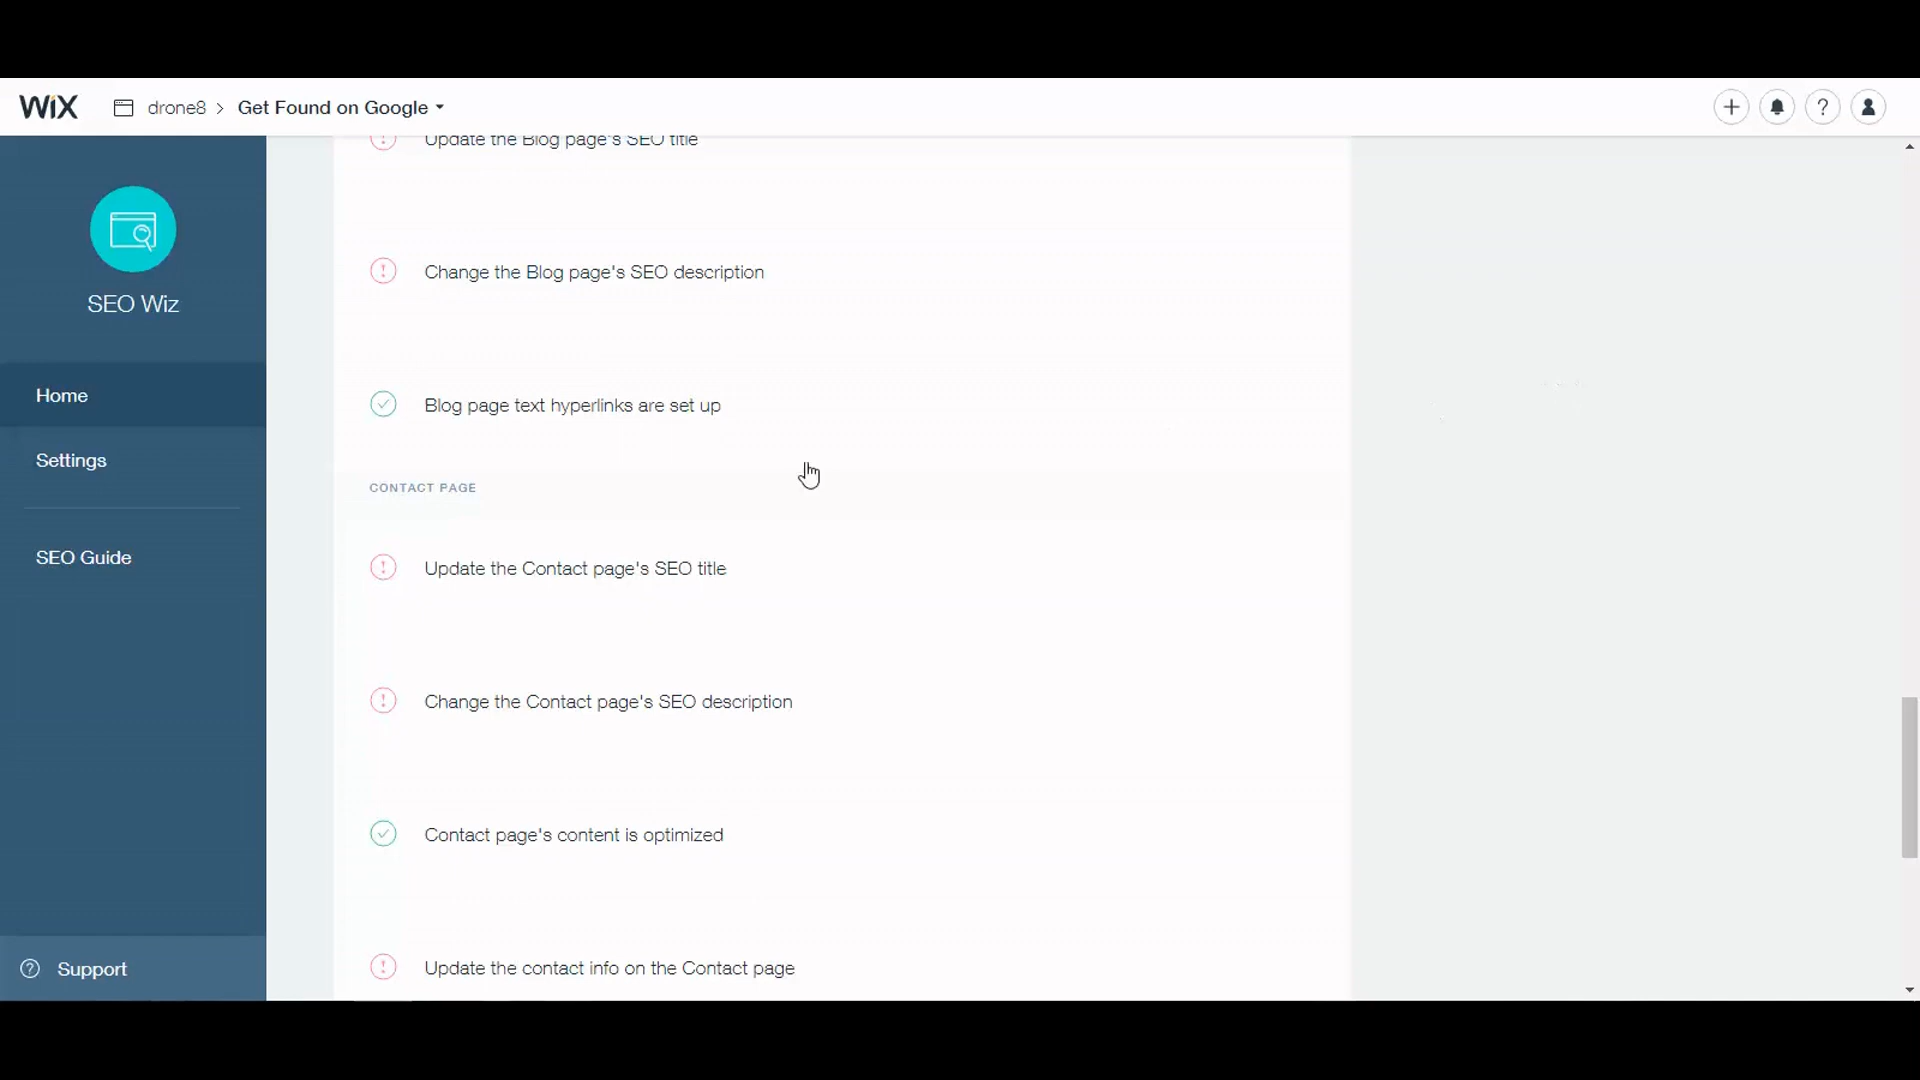 WiX
drone8 > Get Found on Google
Update the Blog page's SEO title
SEO Wiz
Home
Settings
SEO Guide
Support
Change the Blog page's SEO description
Blog page text hyperlinks are set up
CONTACT PAGE
Update the Contact page's SEO title
Change the Contact page's SEO description
Contact page's content is optimized
Update the contact info on the Contact page